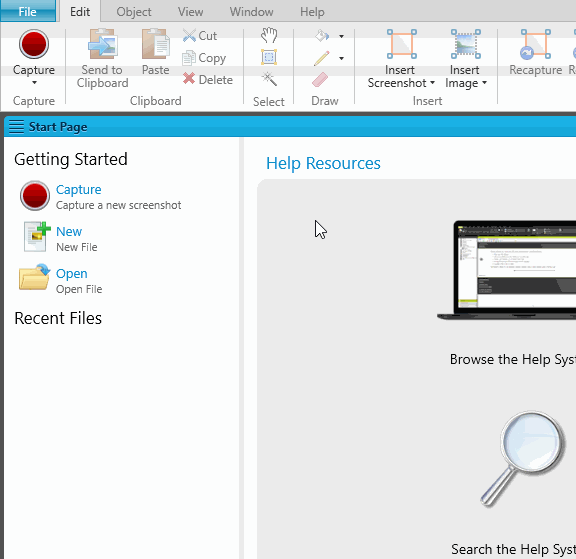 File Edit Object View Window Help
Capture
Send to Clipboard
Paste
Cut
Copy
Delete
Insert Screenshot
Insert Image
Recapture
Capture Clipboard Select Draw Insert
Start Page
Getting Started
Capture
Capture a new screenshot
New
New File
Open
Open File
Recent Files
Help Resources
Browse the Help Syst
Search the Help Syst